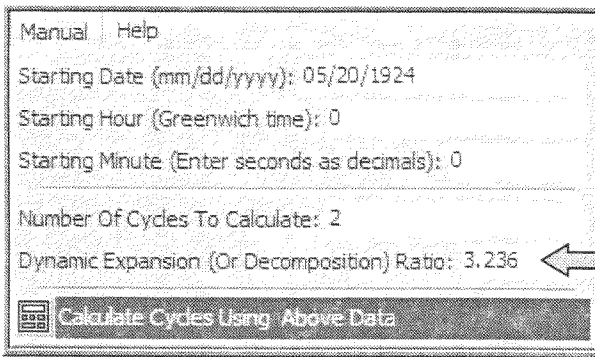 Manual Help
Starting Date (mm/dd/yyyy): 05/20/1924
Starting Hour (Greenwich time): 0
Starting Minute (Enter seconds as decimals): 0
Number Of Cycles To Calculate: 2
Dynamic Expansion (Or Decomposition) Ratio: 3.236
Calculate Cycles Using Above Data